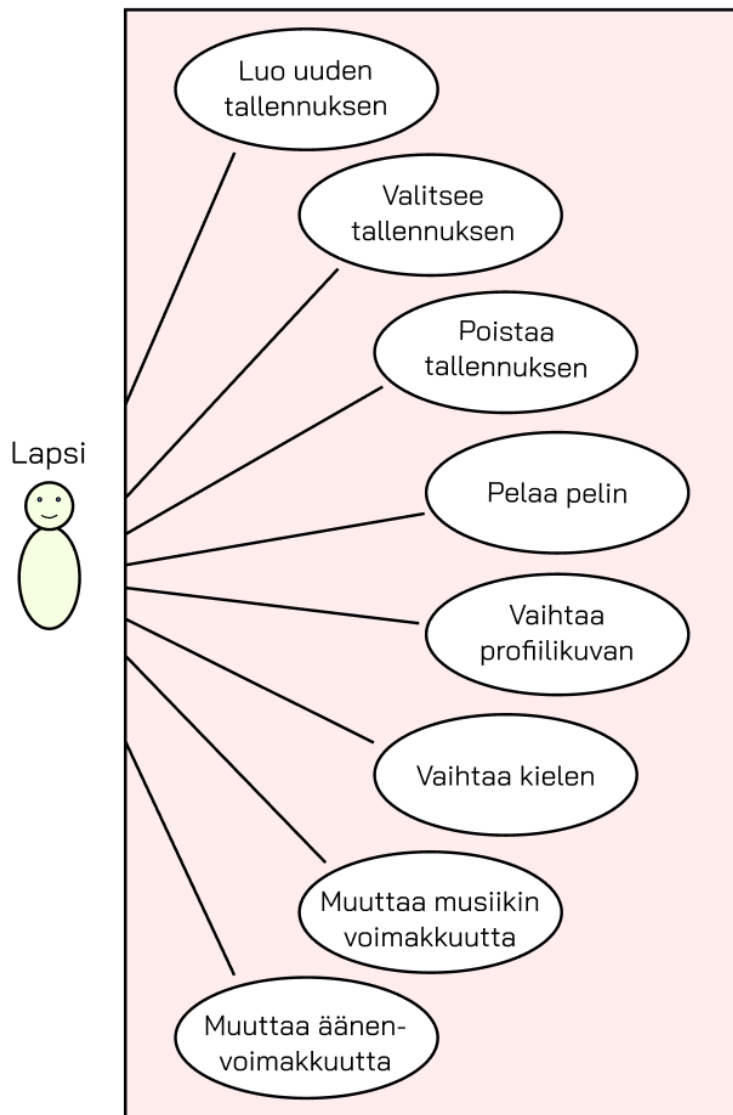 Luo uuden
tallennuksen
Valitsee
tallennuksen
Poistaa
tallennuksen
Lapsi
Pelaa pelin
Vaihtaa
profiilikuvan
Vaihtaa kielen
Muuttaa musiikin
voimakkuutta
Muuttaa äänen-
voimakkuutta